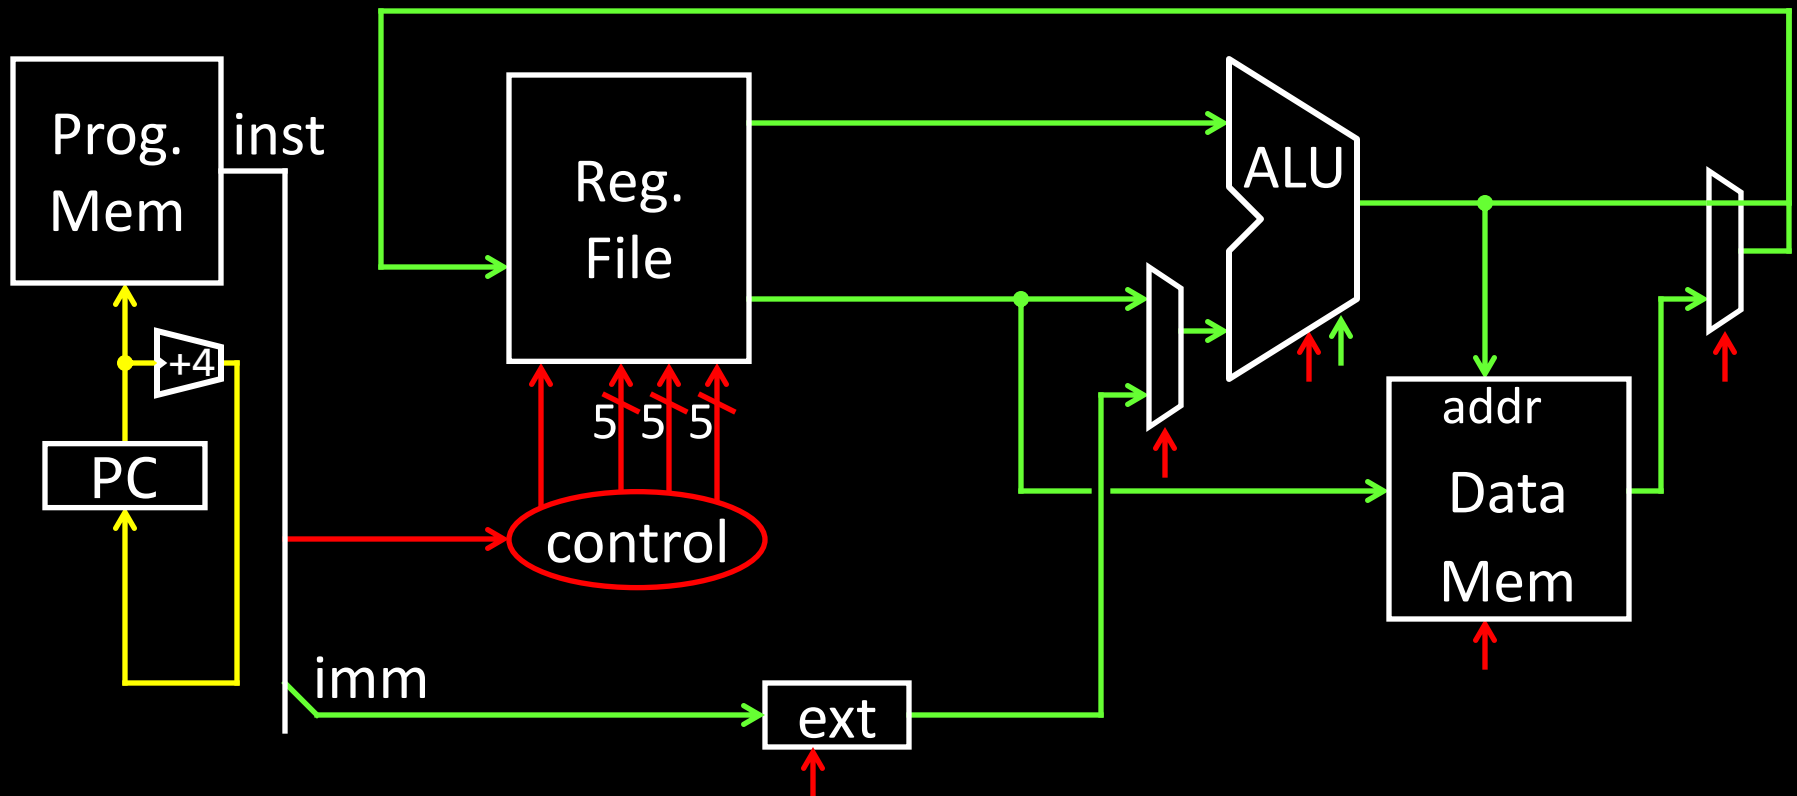 Prog.
Mem
inst
Reg.
File
ALU
+4
5 5 5
addr
PC
Data
control
Mem
imm
ext